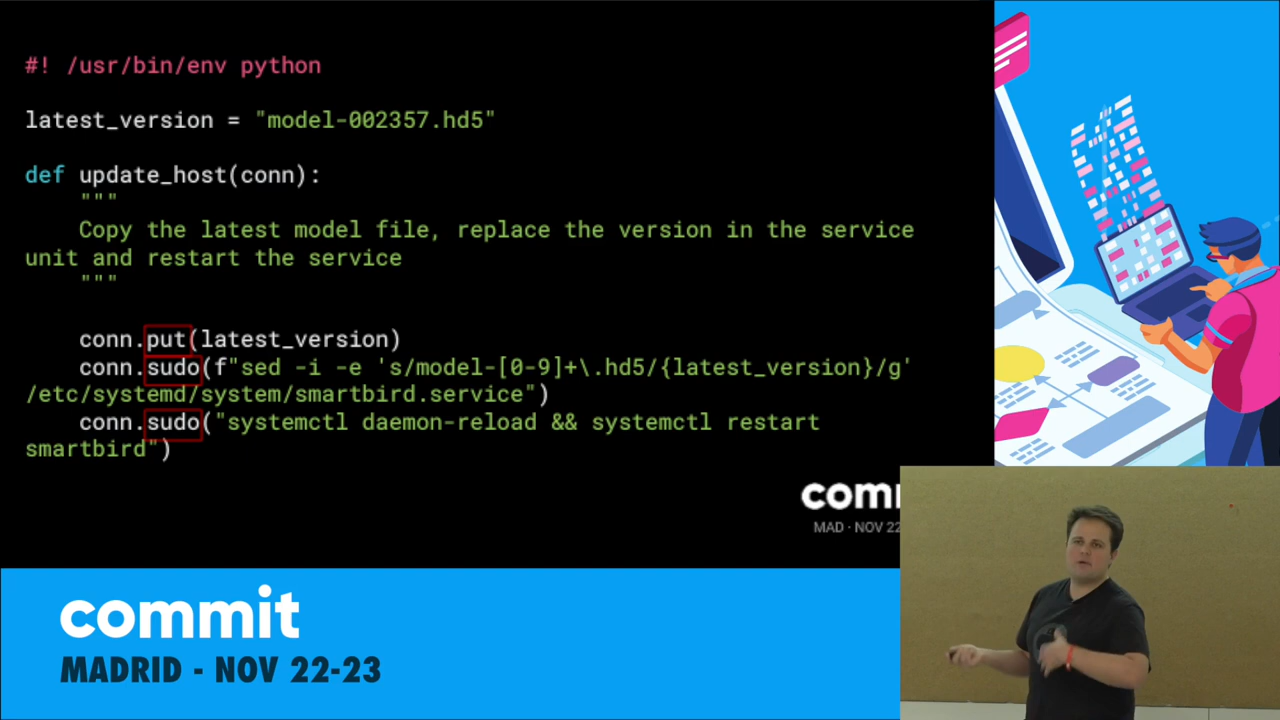 #! /usr/bin/env python
latest_version = "model-002357.hd5"
def update_host(conn):
"""
Copy the latest model file, replace the version in the service
unit and restart the service
"""
conn.put(latest_version)
conn.sudo(f"sed -i -e 's/model-[0-9]+\.hd5/{latest_version}/g'
/etc/systemd/system/smartbird.service")
conn.sudo("systemctl daemon-reload && systemctl restart
smartbird")
com
MAD · NOV 22
commit
MADRID - NOV 22-23